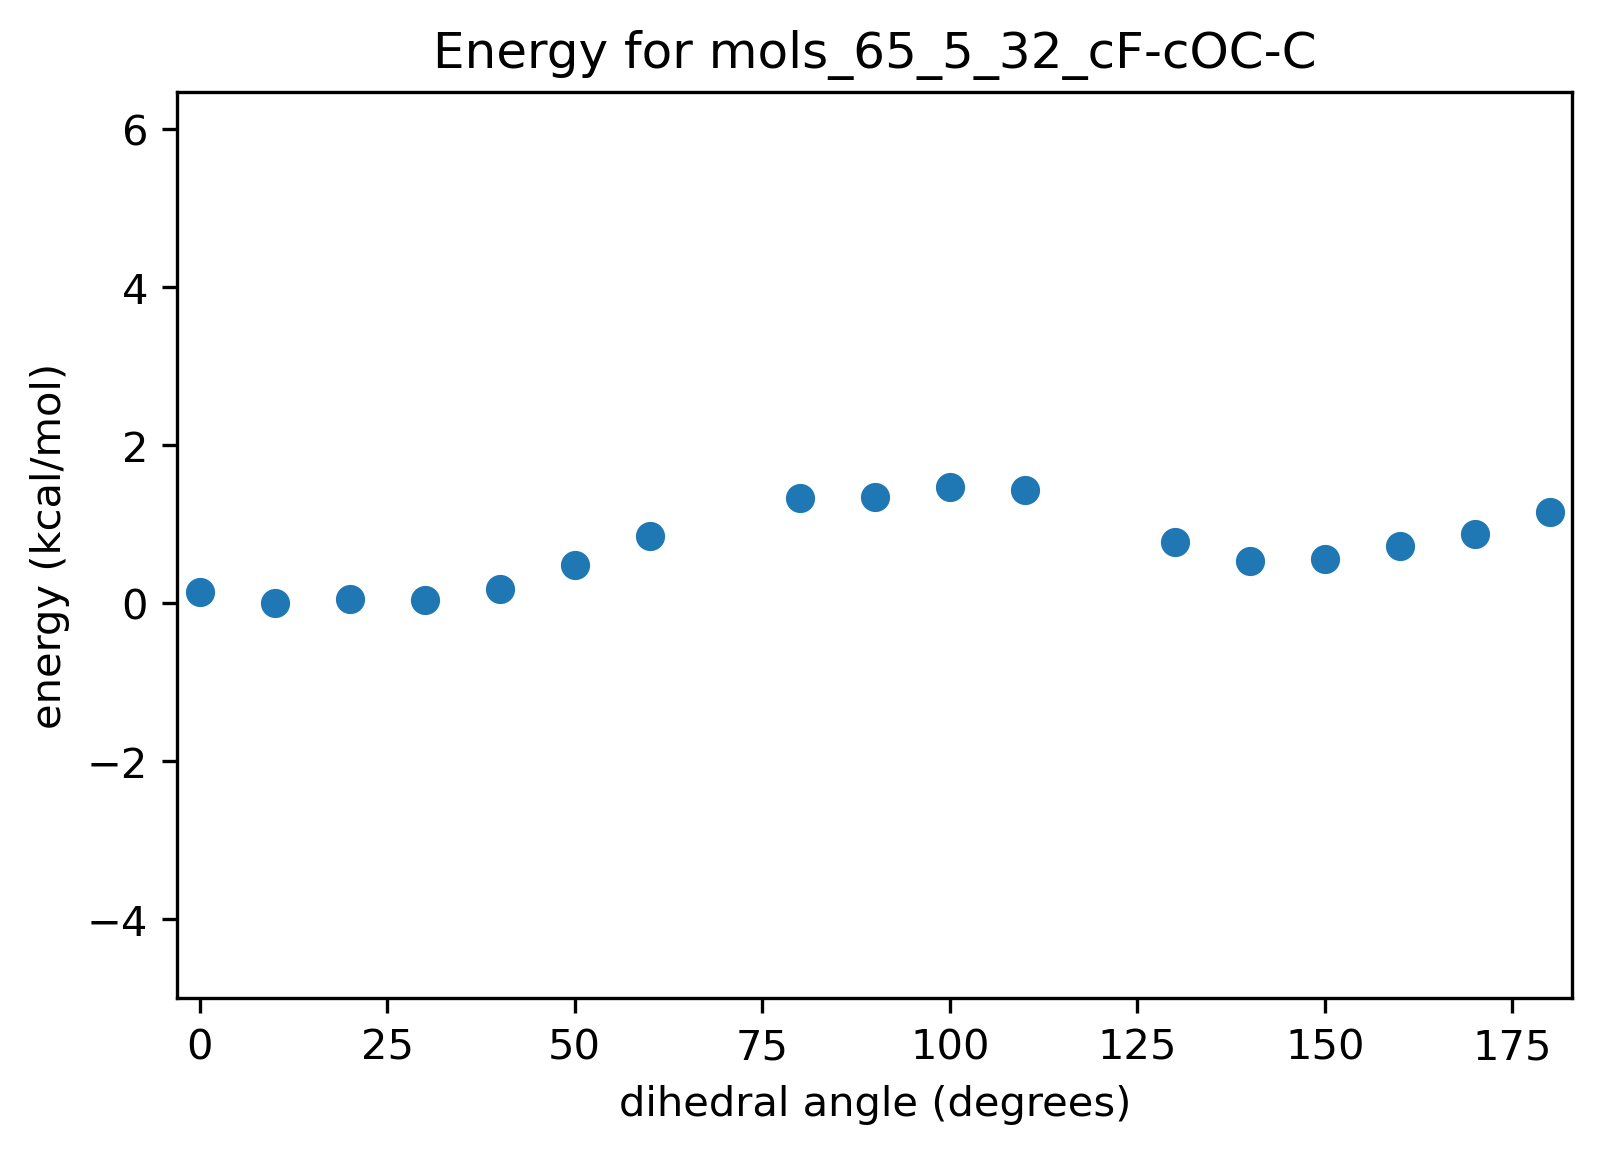 Energy for mols_65_5_32_cF-cOC-C
6
4
2
0
−2
−4
energy (kcal/mol)
0 25 50 75 100 125 150 175
dihedral angle (degrees)